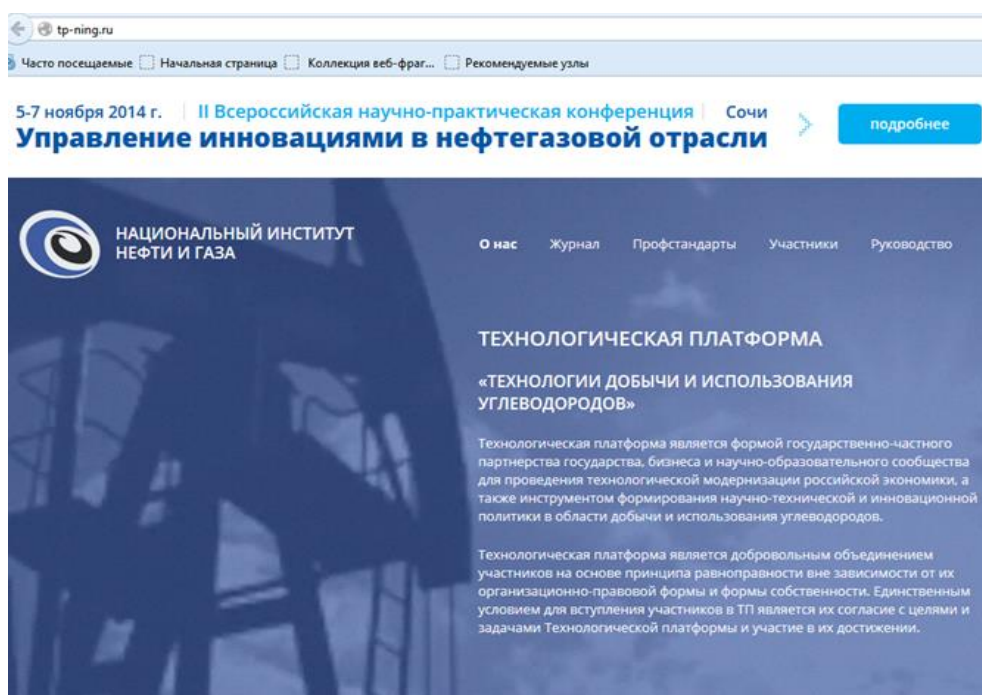 tp-ning.ru
Часто посещаемые Начальная страница Коллекция веб-фраг... Рекомендуемые узлы
5-7 ноября 2014 г. II Всероссийская научно-практическая конференция Сочи
Управление инновациями в нефтегазовой отрасли
подробнее
НАЦИОНАЛЬНЫЙ ИНСТИТУТ
НЕФТИ И ГАЗА
О нас Журнал Профстандарты Участники Руководство
ТЕХНОЛОГИЧЕСКАЯ ПЛАТФОРМА
«ТЕХНОЛОГИИ ДОБЫЧИ И ИСПОЛЬЗОВАНИЯ
УГЛЕВОДОРОДОВ»
Технологическая платформа является формой государственно-частного
партнерства государства, бизнеса и научно-образовательного сообщества
для проведения технологической модернизации российской экономики, а
также инструментом формирования научно-технической и инновационной
политики в области добычи и использования углеводородов.
Технологическая платформа является добровольным объединением
участников на основе принципа равноправности вне зависимости от их
организационно-правовой формы и формы собственности. Единственным
условием для вступления участников в ТП является их согласие с целями и
задачами Технологической платформы и участие в их достижении.